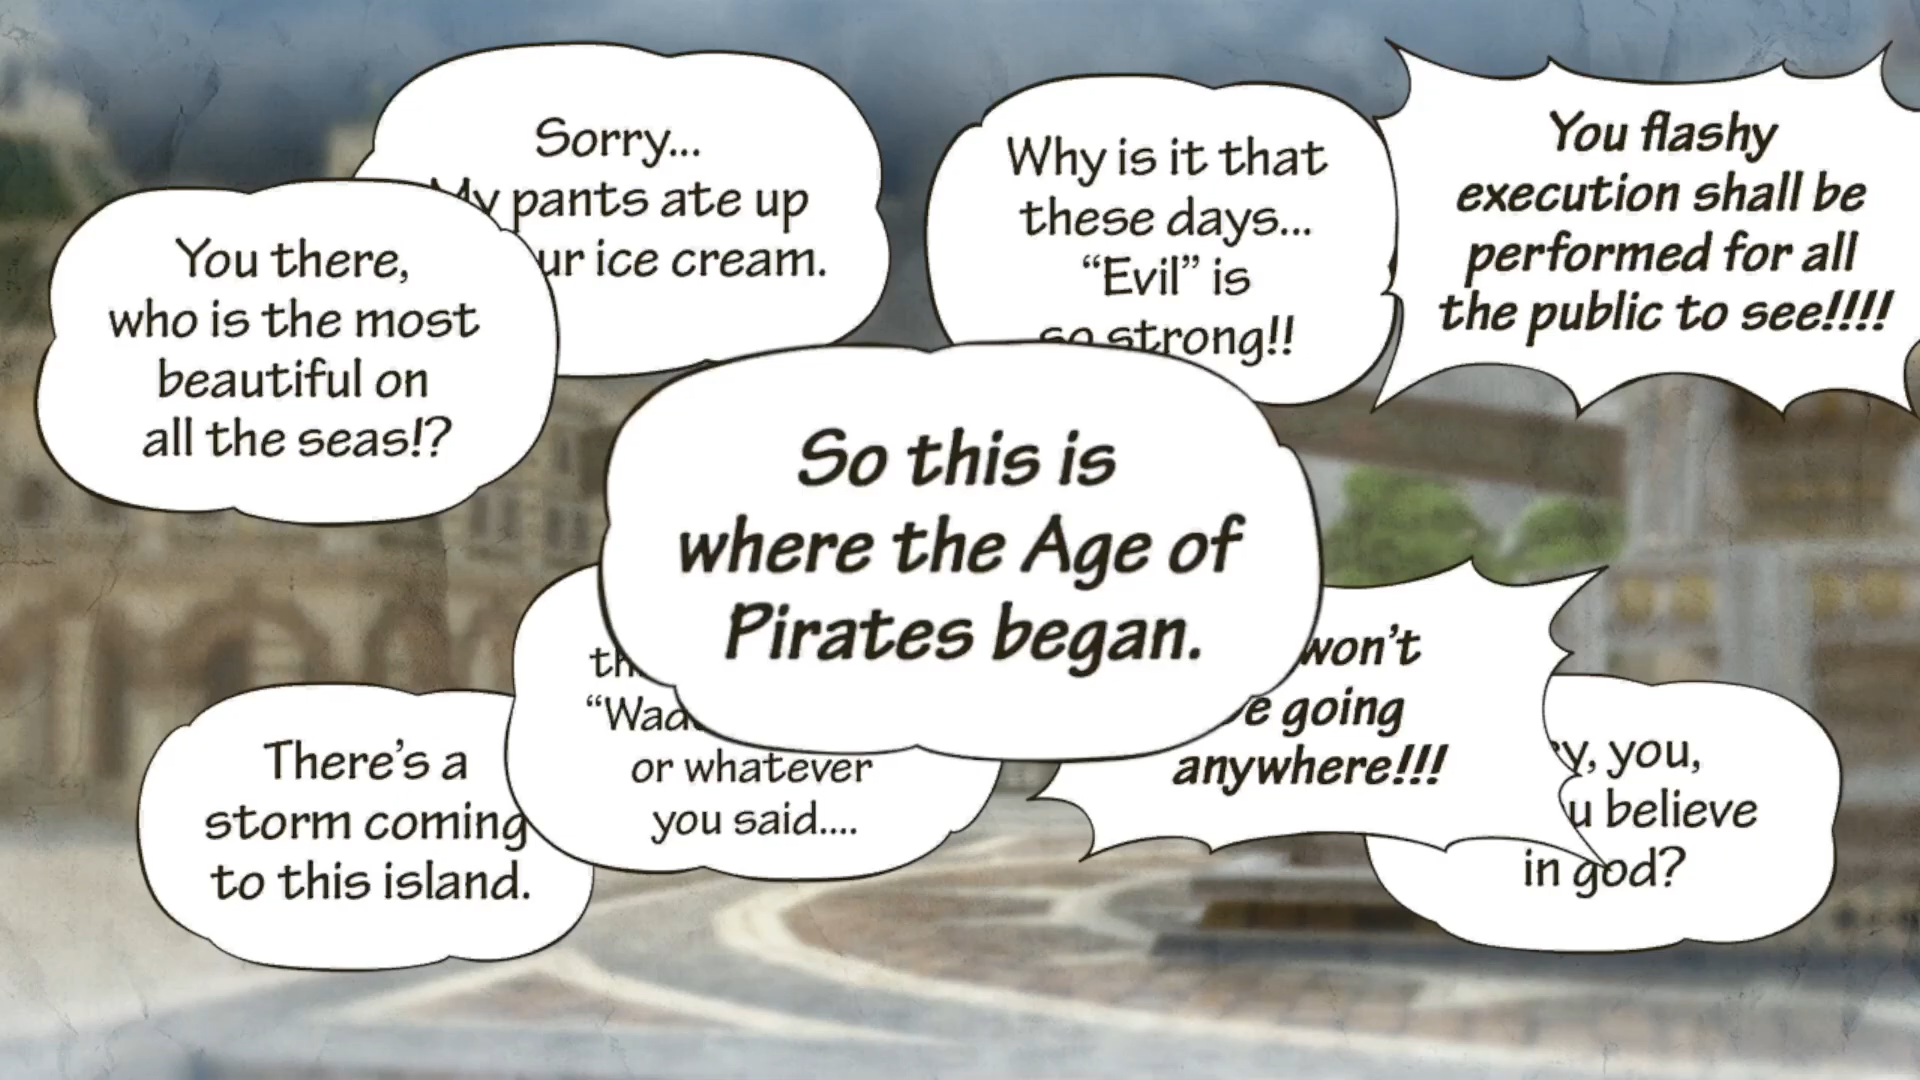 Sorry...
pants ate up
ice cream.
You there,
who is the most
beautiful on
all the seas!?
Why is it that
these days...
“Evil” is
so strong!!
You flashy
execution shall be
performed for all
the public to see!!!!
So this is
where the Age of
Pirates began.
There’s a
storm coming
to this island.
or whatever
you said....
won’t
going
anywhere!!!
you,
believe
in god?